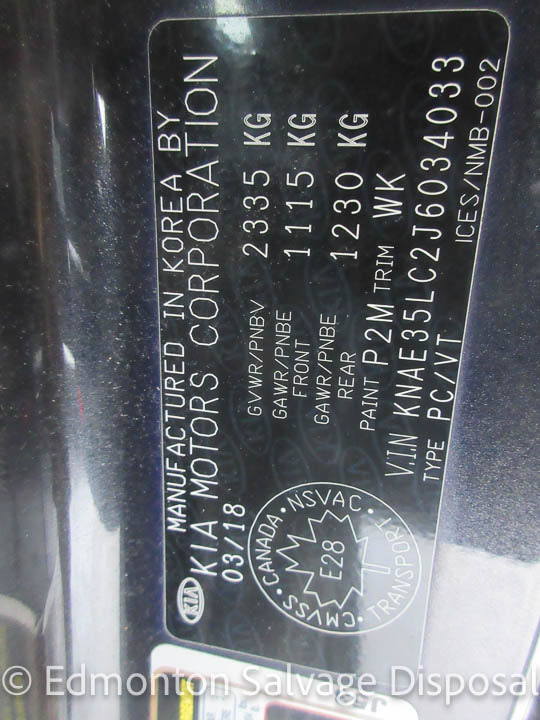 MANUFACTURED IN KOREA BY
KIA KIA MOTORS CORPORATION
03/18
GVWR/PNBV 2335 KG
GAWR/PNBE FRONT 1115 KG
GAWR/PNBE REAR 1230 KG
PAINT P2M TRIM WK
V.I.N KNAE35LC2J6034033
TYPE PC/VT
ICES/NMB-002
CMVSS · CANADA · NSVAC · TRANSPORT ·
E28
© Edmonton Salvage Disposal